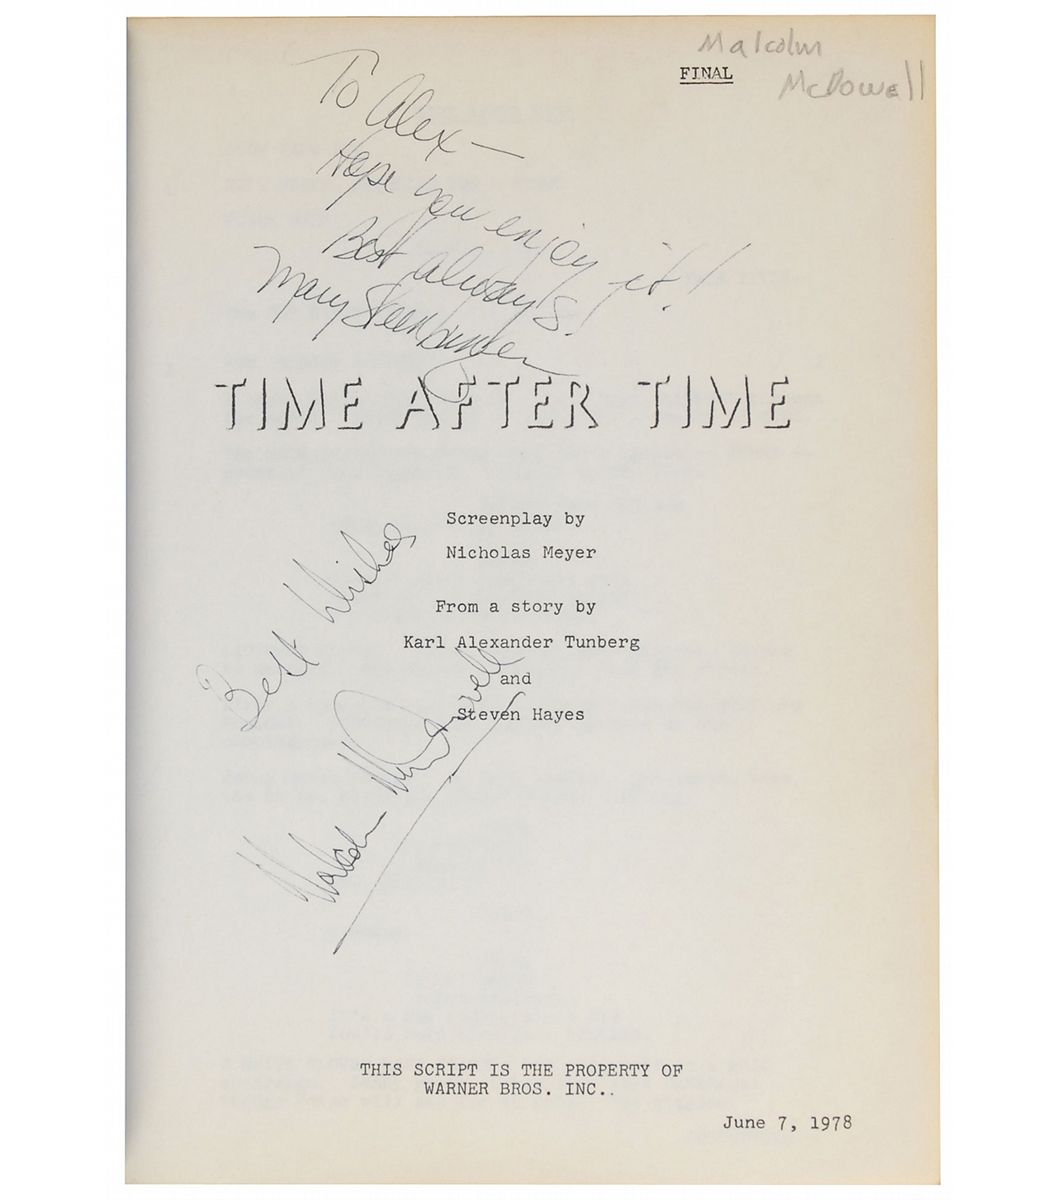 Malcolm
FINAL
McDowell
To Alex —
Hope you enjoy it!
Best always,
Mary Steenburgen
TIME AFTER TIME
Screenplay by
Nicholas Meyer
From a story by
Karl Alexander Tunberg
and
Steven Hayes
Best Wishes
Malcolm McDowell
THIS SCRIPT IS THE PROPERTY OF
WARNER BROS. INC..
June 7, 1978